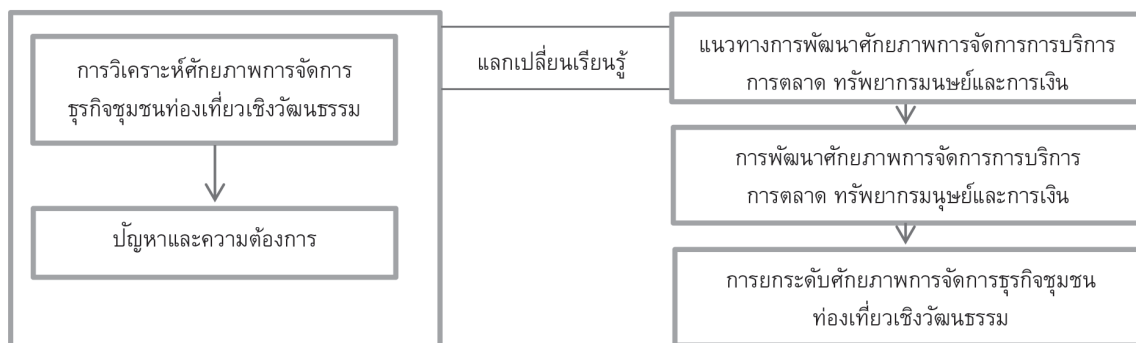 การวิเคราะห์ศักยภาพการจัดการ
ธุรกิจชุมชนท่องเที่ยวเชิงวัฒนธรรม
ปัญหาและความต้องการ
แลกเปลี่ยนเรียนรู้
แนวทางการพัฒนาศักยภาพการจัดการการบริการ
การตลาด ทรัพยากรมนษย์และการเงิน
การพัฒนาศักยภาพการจัดการการบริการ
การตลาด ทรัพยากรมนุษย์และการเงิน
การยกระดับศักยภาพการจัดการธุรกิจชุมชน
ท่องเที่ยวเชิงวัฒนธรรม